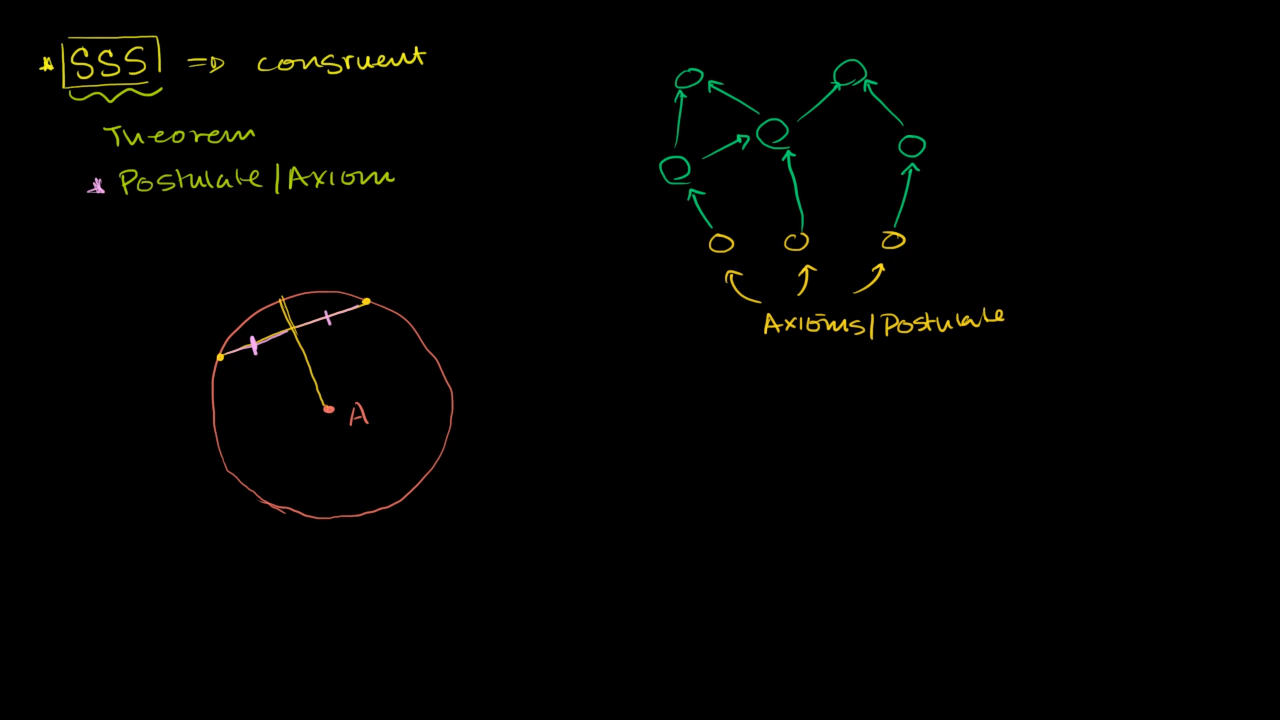 SSS => congruent
Theorem
* Postulate/Axiom
Axioms/Postulate
A